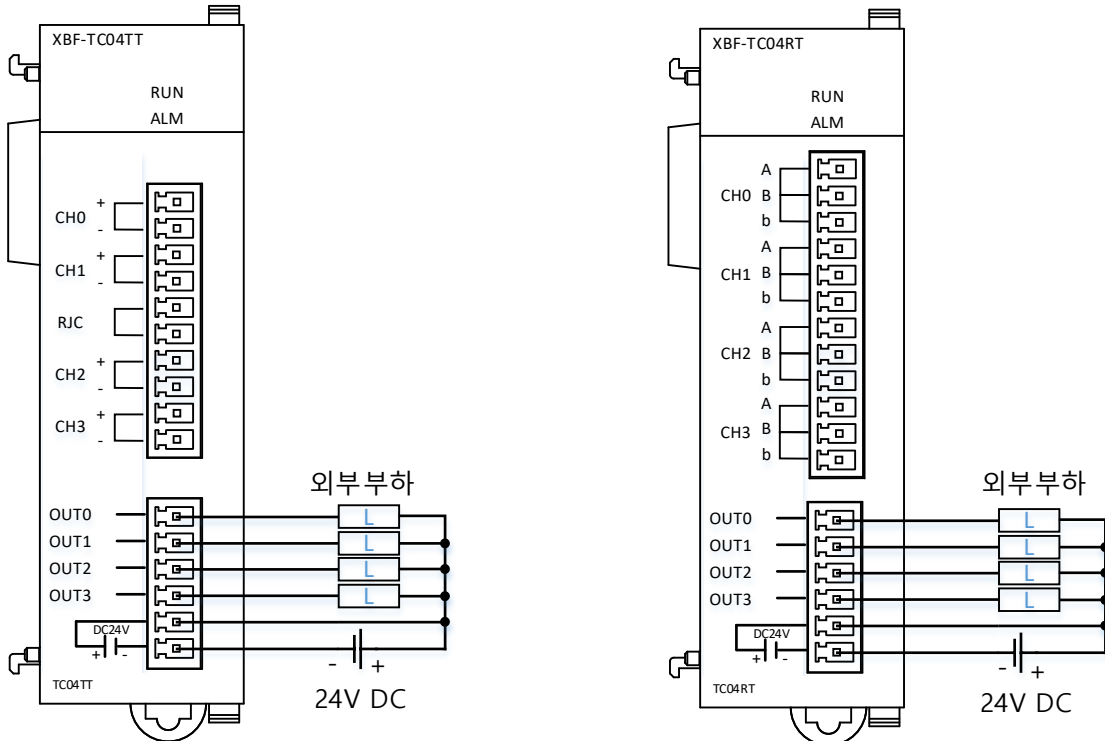 XBF-TC04TT
RUN
ALM
CH0 + -
CH1 + -
RJC
CH2 + -
CH3 + -
외부 부하
OUT0 L
OUT1 L
OUT2 L
OUT3 L
DC24V
+ -
- +
TC04TT
24V DC
XBF-TC04RT
RUN
ALM
A
CH0 B
b
A
CH1 B
b
A
CH2 B
b
A
CH3 B
b
외부 부하
OUT0 L
OUT1 L
OUT2 L
OUT3 L
DC24V
+ -
- +
TC04RT
24V DC